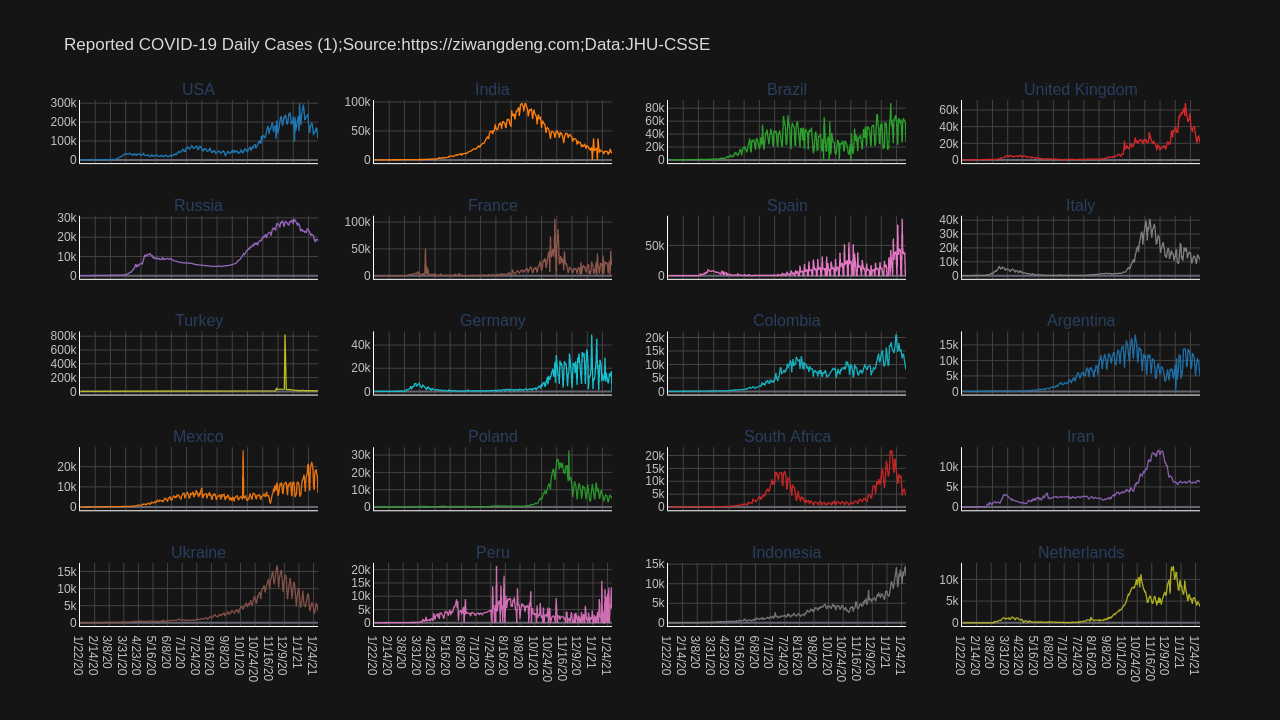 Reported COVID-19 Daily Cases (1);Source:https://ziwangdeng.com;Data:JHU-CSSE
USA
300k
200k
100k
0
India
100k
50k
0
Brazil
80k
60k
40k
20k
0
United Kingdom
60k
40k
20k
0
Russia
30k
20k
10k
0
France
100k
50k
0
Spain
50k
0
Italy
40k
30k
20k
10k
0
Turkey
800k
600k
400k
200k
0
Germany
40k
20k
0
Colombia
20k
15k
10k
5k
0
Argentina
15k
10k
5k
0
Mexico
20k
10k
0
Poland
30k
20k
10k
0
South Africa
20k
15k
10k
5k
0
Iran
10k
5k
0
Ukraine
15k
10k
5k
0
Peru
20k
15k
10k
5k
0
Indonesia
15k
10k
5k
0
Netherlands
10k
5k
0
1/22/20 2/14/20 3/8/20 3/31/20 4/23/20 5/16/20 6/8/20 7/1/20 7/24/20 8/16/20 9/8/20 10/1/20 10/24/20 11/16/20 12/9/20 1/1/21 1/24/21
1/22/20 2/14/20 3/8/20 3/31/20 4/23/20 5/16/20 6/8/20 7/1/20 7/24/20 8/16/20 9/8/20 10/1/20 10/24/20 11/16/20 12/9/20 1/1/21 1/24/21
1/22/20 2/14/20 3/8/20 3/31/20 4/23/20 5/16/20 6/8/20 7/1/20 7/24/20 8/16/20 9/8/20 10/1/20 10/24/20 11/16/20 12/9/20 1/1/21 1/24/21
1/22/20 2/14/20 3/8/20 3/31/20 4/23/20 5/16/20 6/8/20 7/1/20 7/24/20 8/16/20 9/8/20 10/1/20 10/24/20 11/16/20 12/9/20 1/1/21 1/24/21